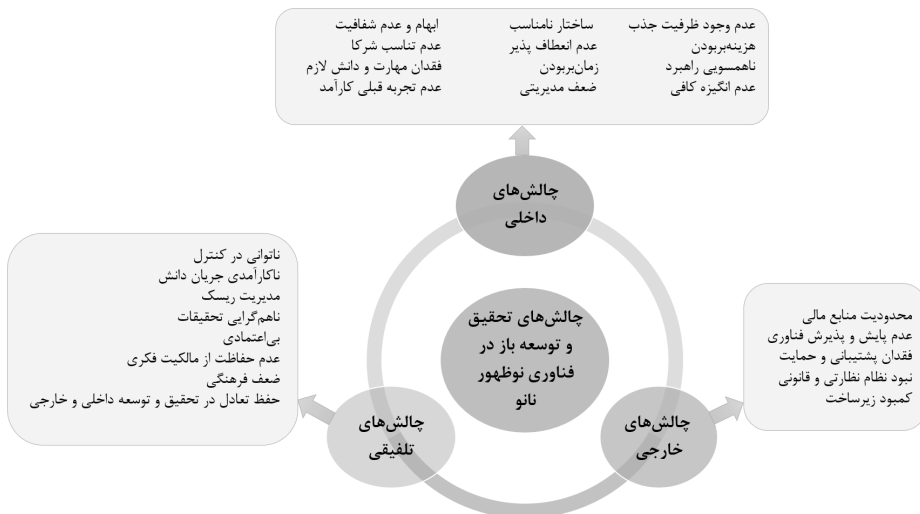 عدم وجود ظرفیت جذب
هزینه‌بربودن
ناهمسویی راهبرد
عدم انگیزه کافی
ساختار نامناسب
عدم انعطاف پذیر
زمان‌بربودن
ضعف مدیریتی
ابهام و عدم شفافیت
عدم تناسب شرکا
فقدان مهارت و دانش لازم
عدم تجربه قبلی کارآمد
چالش‌های
داخلی
چالش‌های تحقیق
و توسعه باز در
فناوری نوظهور
نانو
محدودیت منابع مالی
عدم پایش و پذیرش فناوری
فقدان پشتیبانی و حمایت
نبود نظام نظارتی و قانونی
کمبود زیرساخت
چالش‌های
خارجی
ناتوانی در کنترل
ناکارآمدی جریان دانش
مدیریت ریسک
ناهم‌گرایی تحقیقات
بی‌اعتمادی
عدم حفاظت از مالکیت فکری
ضعف فرهنگی
حفظ تعادل در تحقیق و توسعه داخلی و خارجی
چالش‌های
تلفیقی